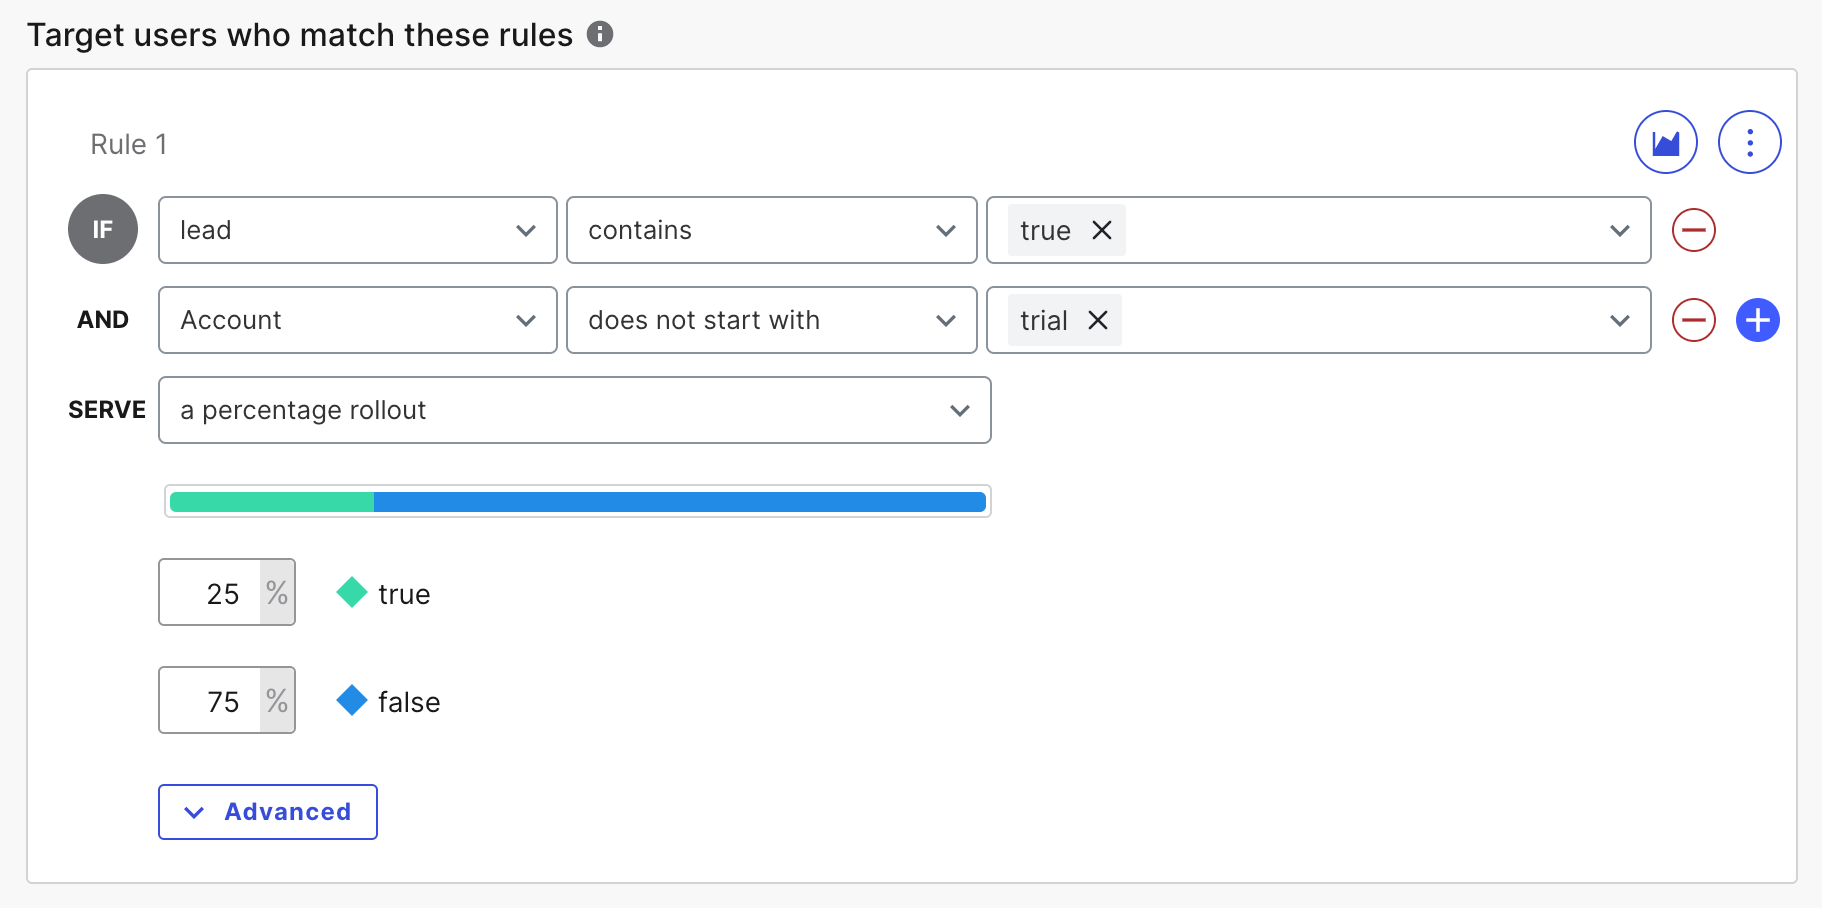 Target users who match these rules
Rule 1
IF lead contains true
AND Account does not start with trial
SERVE a percentage rollout
25 % true
75 % false
Advanced